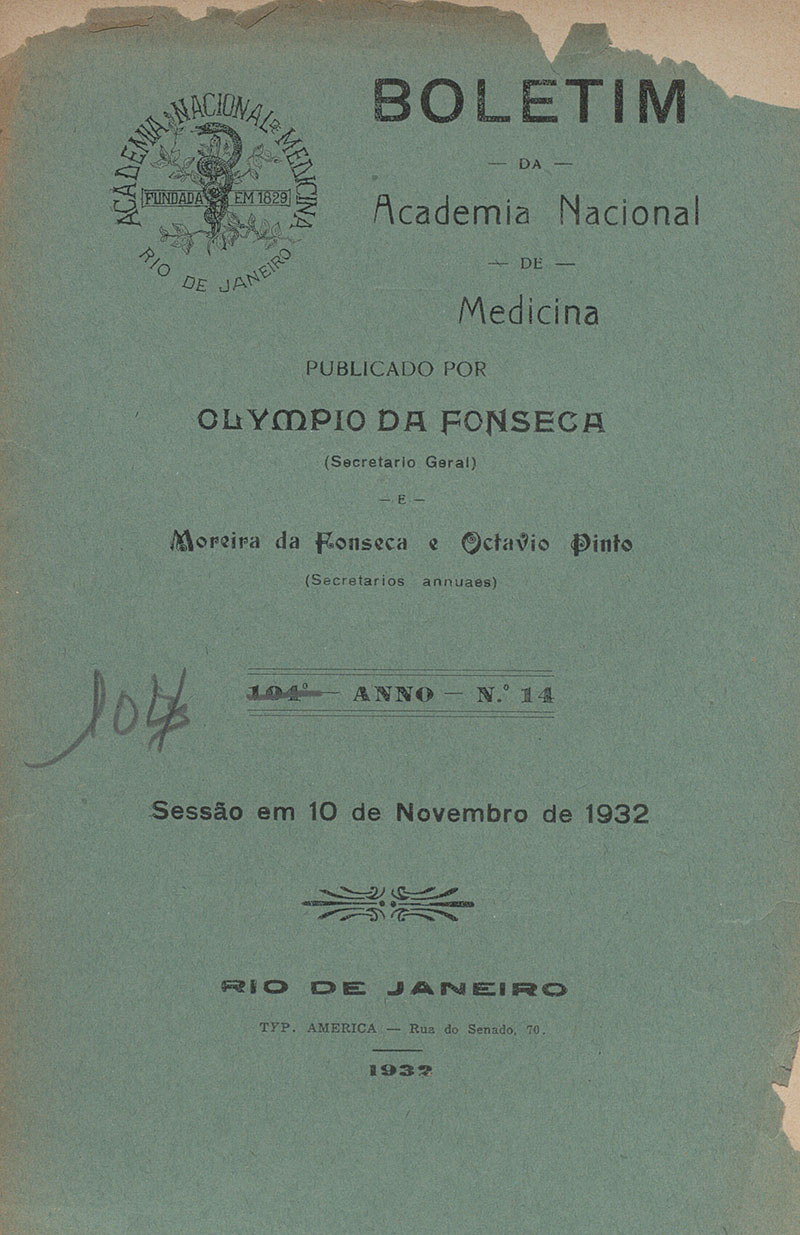 ACADEMIA NACIONAL DE MEDICINA
FUNDADA EM 1829
RIO DE JANEIRO
BOLETIM
— DA —
Academia Nacional
— DE —
Medicina
PUBLICADO POR
OLYMPIO DA FONSECA
(Secretario Geral)
— E —
Moreira da Fonseca e Octavio Pinto
(Secretarios annuaes)
104º — ANNO — N.º 14
Sessão em 10 de Novembro de 1932
RIO DE JANEIRO
TYP. AMERICA — Rua do Senado, 70.
1932